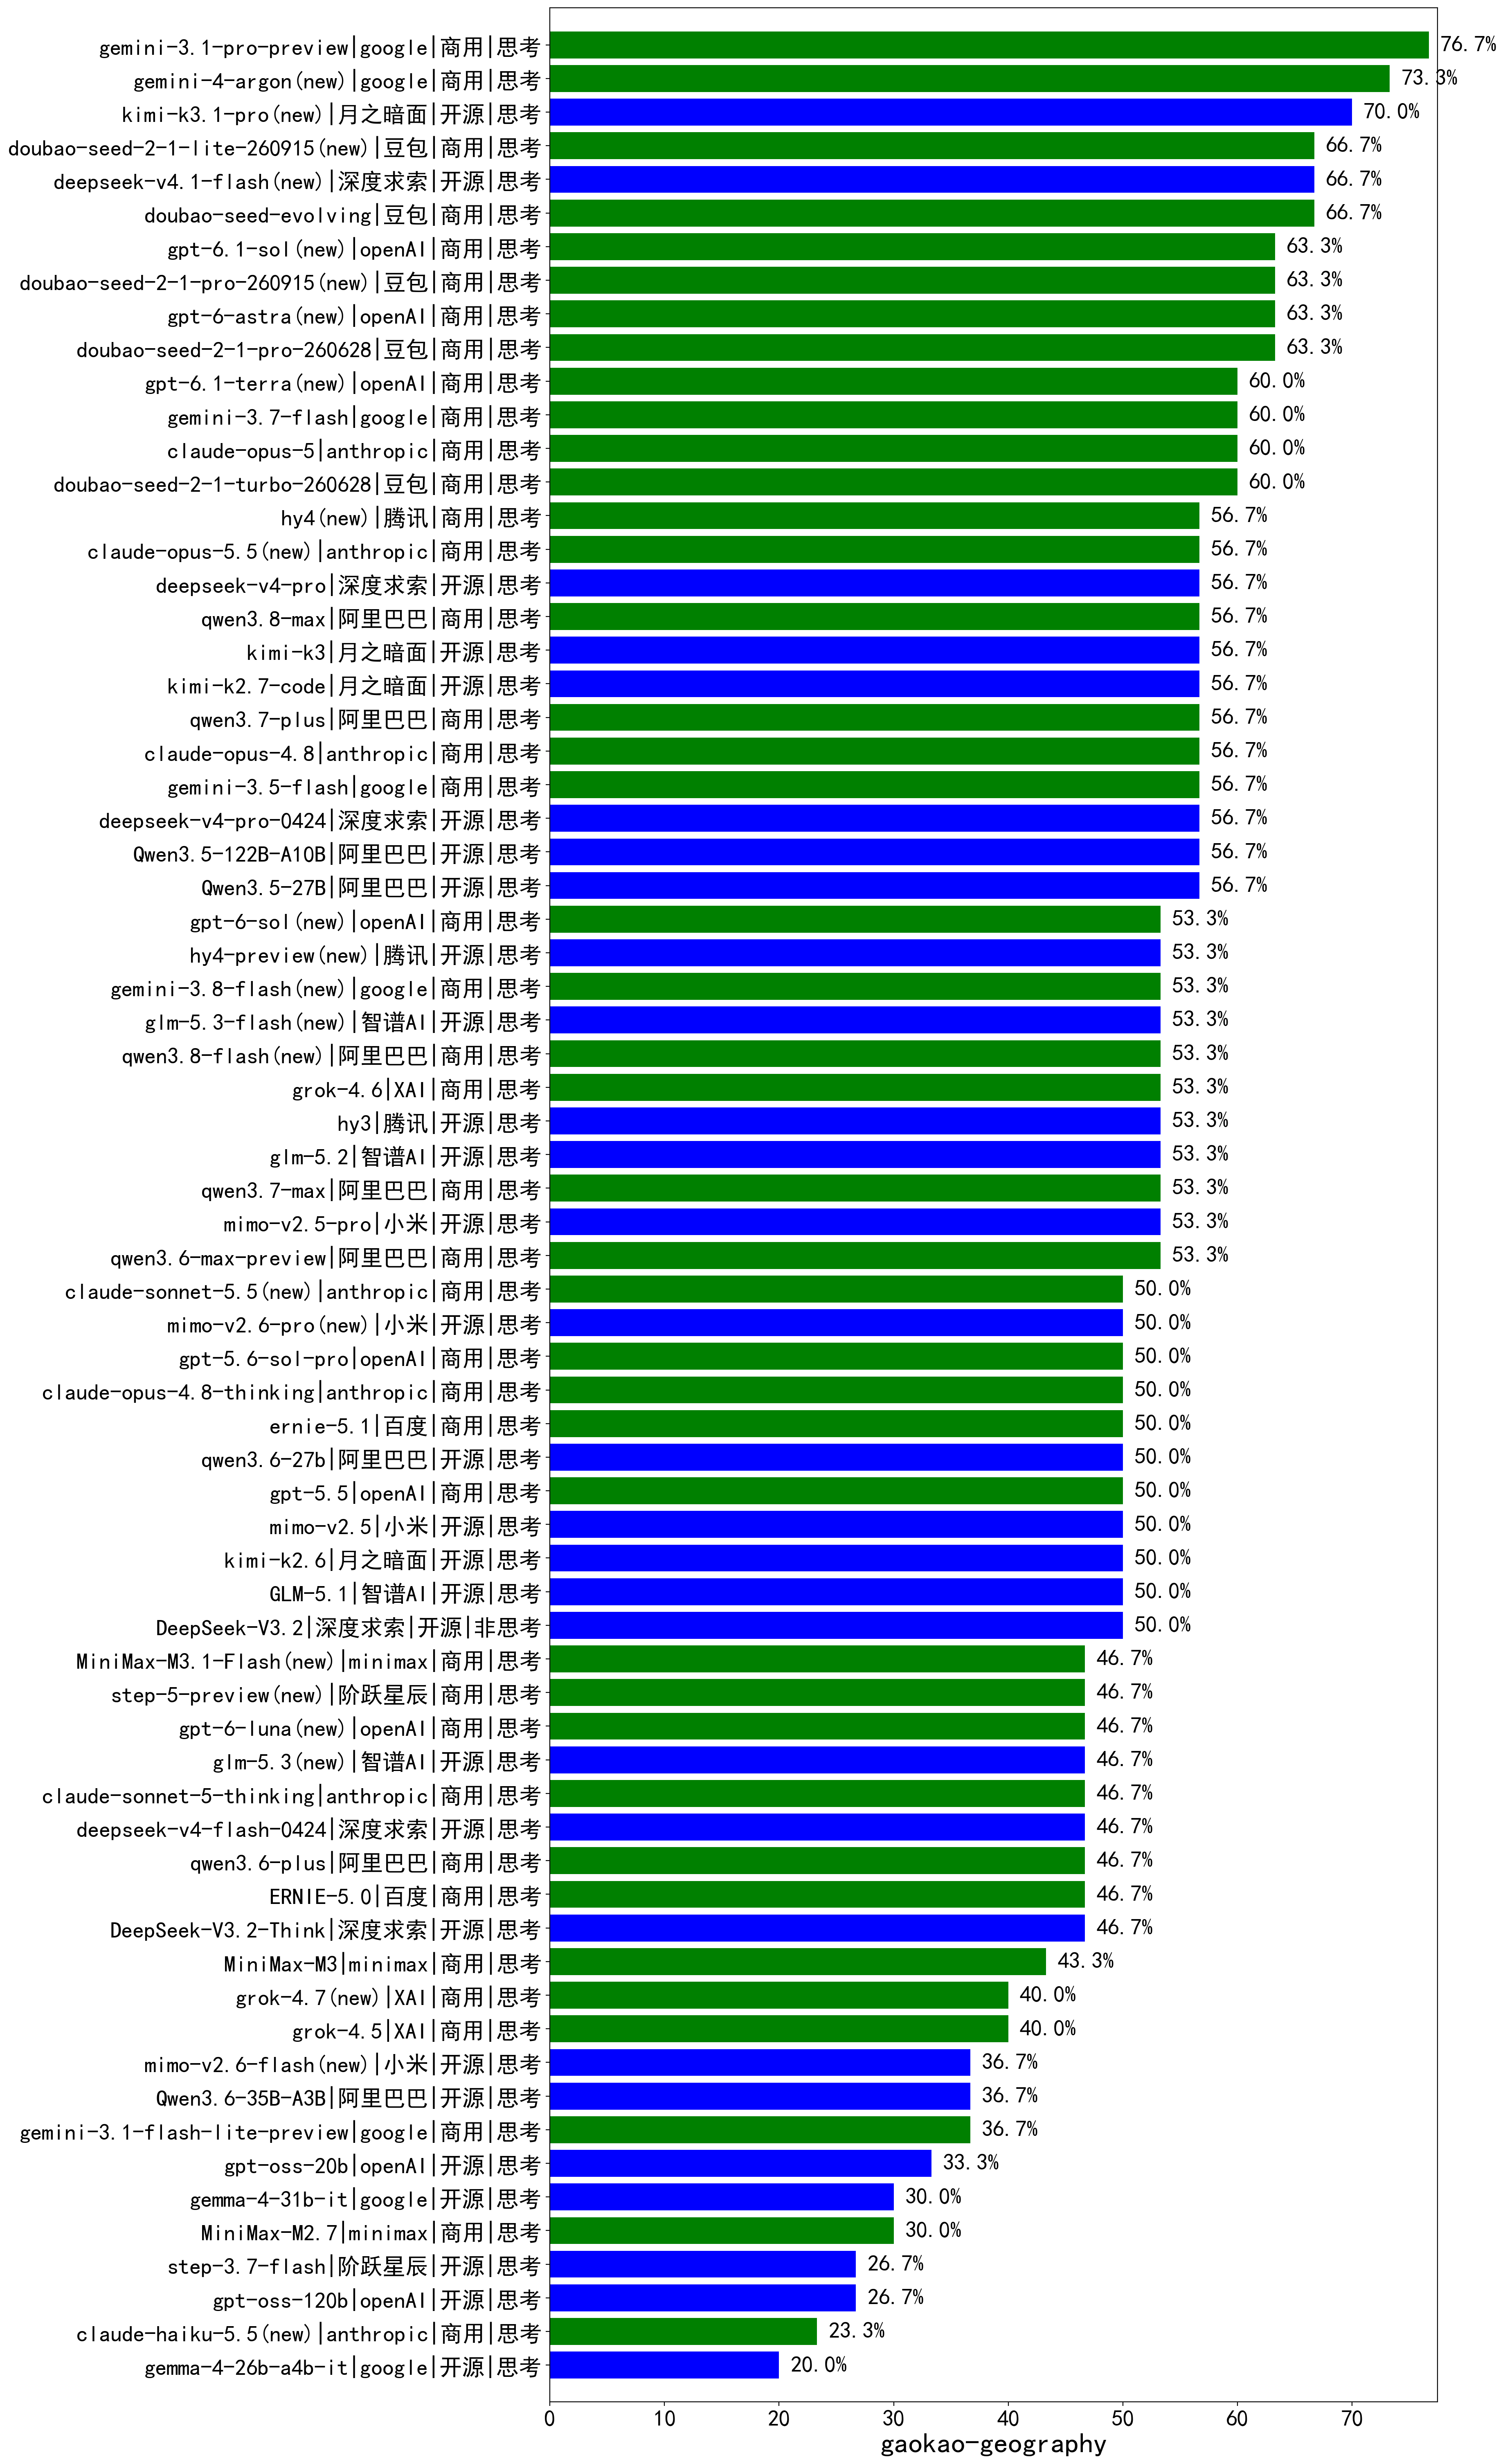 gemini-3.1-pro-preview|google|商用|思考 76.7%
gemini-4-argon(new)|google|商用|思考 73.3%
kimi-k3.1-pro(new)|月之暗面|开源|思考 70.0%
doubao-seed-2-1-lite-260915(new)|豆包|商用|思考 66.7%
deepseek-v4.1-flash(new)|深度求索|开源|思考 66.7%
doubao-seed-evolving|豆包|商用|思考 66.7%
gpt-6.1-sol(new)|openAI|商用|思考 63.3%
doubao-seed-2-1-pro-260915(new)|豆包|商用|思考 63.3%
gpt-6-astra(new)|openAI|商用|思考 63.3%
doubao-seed-2-1-pro-260628|豆包|商用|思考 63.3%
gpt-6.1-terra(new)|openAI|商用|思考 60.0%
gemini-3.7-flash|google|商用|思考 60.0%
claude-opus-5|anthropic|商用|思考 60.0%
doubao-seed-2-1-turbo-260628|豆包|商用|思考 60.0%
hy4(new)|腾讯|商用|思考 56.7%
claude-opus-5.5(new)|anthropic|商用|思考 56.7%
deepseek-v4-pro|深度求索|开源|思考 56.7%
qwen3.8-max|阿里巴巴|商用|思考 56.7%
kimi-k3|月之暗面|开源|思考 56.7%
kimi-k2.7-code|月之暗面|开源|思考 56.7%
qwen3.7-plus|阿里巴巴|商用|思考 56.7%
claude-opus-4.8|anthropic|商用|思考 56.7%
gemini-3.5-flash|google|商用|思考 56.7%
deepseek-v4-pro-0424|深度求索|开源|思考 56.7%
Qwen3.5-122B-A10B|阿里巴巴|开源|思考 56.7%
Qwen3.5-27B|阿里巴巴|开源|思考 56.7%
gpt-6-sol(new)|openAI|商用|思考 53.3%
hy4-preview(new)|腾讯|开源|思考 53.3%
gemini-3.8-flash(new)|google|商用|思考 53.3%
glm-5.3-flash(new)|智谱AI|开源|思考 53.3%
qwen3.8-flash(new)|阿里巴巴|商用|思考 53.3%
grok-4.6|XAI|商用|思考 53.3%
hy3|腾讯|开源|思考 53.3%
glm-5.2|智谱AI|开源|思考 53.3%
qwen3.7-max|阿里巴巴|商用|思考 53.3%
mimo-v2.5-pro|小米|开源|思考 53.3%
qwen3.6-max-preview|阿里巴巴|商用|思考 53.3%
claude-sonnet-5.5(new)|anthropic|商用|思考 50.0%
mimo-v2.6-pro(new)|小米|开源|思考 50.0%
gpt-5.6-sol-pro|openAI|商用|思考 50.0%
claude-opus-4.8-thinking|anthropic|商用|思考 50.0%
ernie-5.1|百度|商用|思考 50.0%
qwen3.6-27b|阿里巴巴|开源|思考 50.0%
gpt-5.5|openAI|商用|思考 50.0%
mimo-v2.5|小米|开源|思考 50.0%
kimi-k2.6|月之暗面|开源|思考 50.0%
GLM-5.1|智谱AI|开源|思考 50.0%
DeepSeek-V3.2|深度求索|开源|非思考 50.0%
MiniMax-M3.1-Flash(new)|minimax|商用|思考 46.7%
step-5-preview(new)|阶跃星辰|商用|思考 46.7%
gpt-6-luna(new)|openAI|商用|思考 46.7%
glm-5.3(new)|智谱AI|开源|思考 46.7%
claude-sonnet-5-thinking|anthropic|商用|思考 46.7%
deepseek-v4-flash-0424|深度求索|开源|思考 46.7%
qwen3.6-plus|阿里巴巴|商用|思考 46.7%
ERNIE-5.0|百度|商用|思考 46.7%
DeepSeek-V3.2-Think|深度求索|开源|思考 46.7%
MiniMax-M3|minimax|商用|思考 43.3%
grok-4.7(new)|XAI|商用|思考 40.0%
grok-4.5|XAI|商用|思考 40.0%
mimo-v2.6-flash(new)|小米|开源|思考 36.7%
Qwen3.6-35B-A3B|阿里巴巴|开源|思考 36.7%
gemini-3.1-flash-lite-preview|google|商用|思考 36.7%
gpt-oss-20b|openAI|开源|思考 33.3%
gemma-4-31b-it|google|开源|思考 30.0%
MiniMax-M2.7|minimax|商用|思考 30.0%
step-3.7-flash|阶跃星辰|开源|思考 26.7%
gpt-oss-120b|openAI|开源|思考 26.7%
claude-haiku-5.5(new)|anthropic|商用|思考 23.3%
gemma-4-26b-a4b-it|google|开源|思考 20.0%
0 10 20 30 40 50 60 70
gaokao-geography